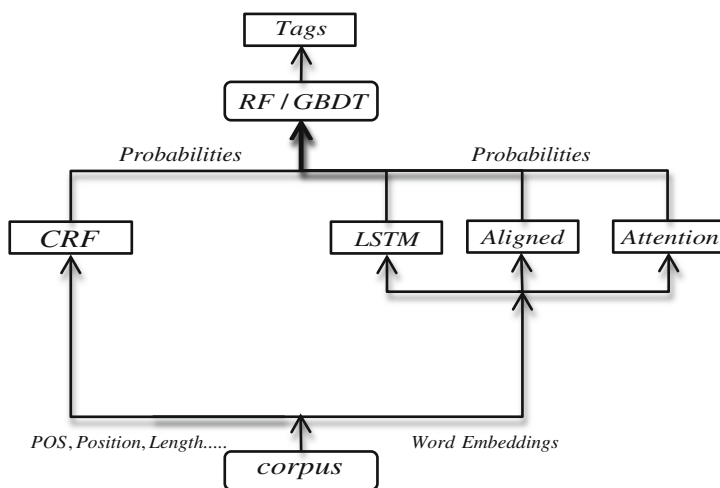 Tags
RF / GBDT
Probabilities Probabilities
CRF LSTM Aligned Attention
POS, Position, Length..... Word Embeddings
corpus